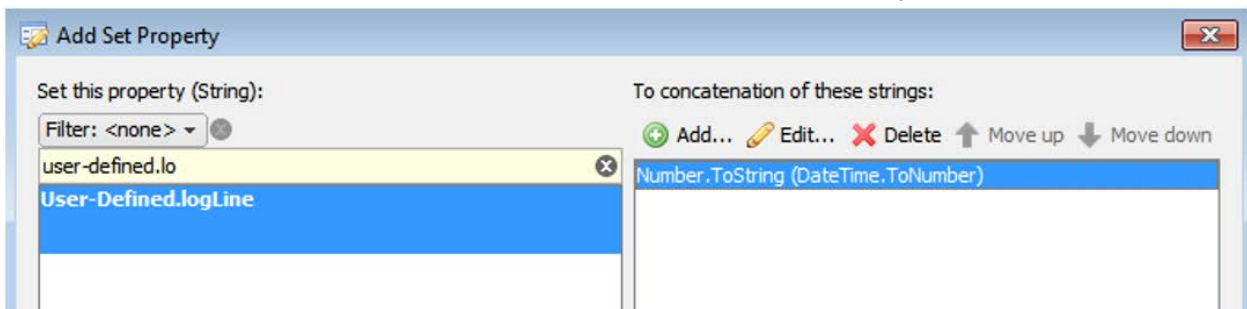 Add Set Property
Set this property (String):
Filter: <none>
user-defined.lo
User-Defined.logLine
To concatenation of these strings:
Add... Edit... Delete Move up Move down
Number.ToString (DateTime.ToNumber)